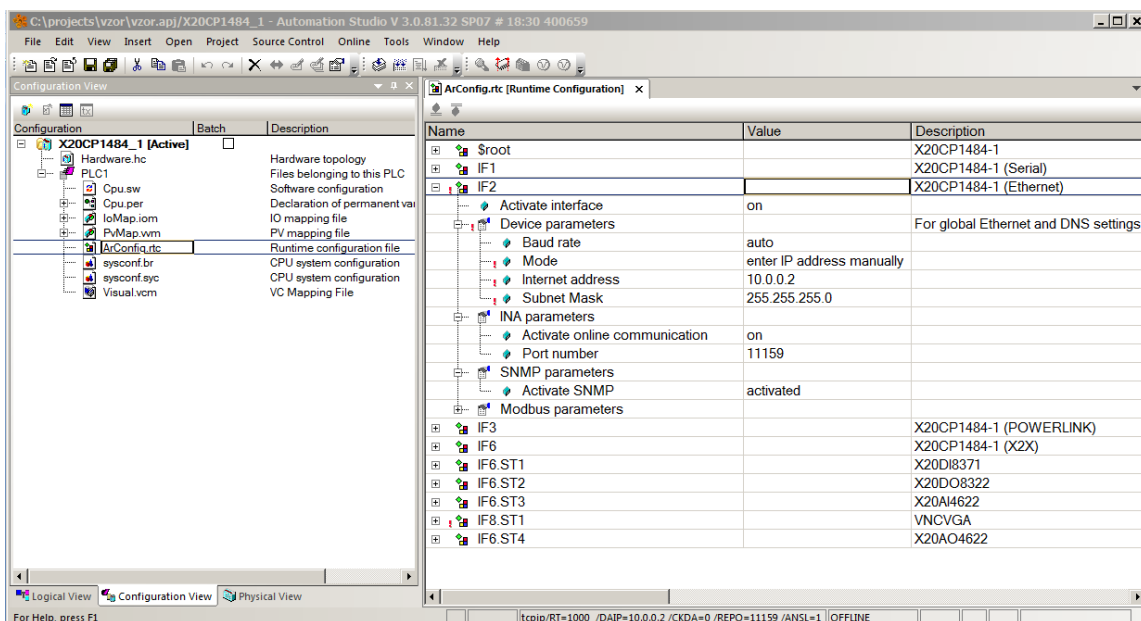 C:\projects\vzor\vzor.apj/X20CP1484_1 - Automation Studio V 3.0.81.32 SP07 # 18:30 400659
File Edit View Insert Open Project Source Control Online Tools Window Help
Configuration View
ArConfig.rtc [Runtime Configuration]
Configuration Batch Description
X20CP1484_1 [Active]
Hardware.hc Hardware topology
PLC1 Files belonging to this PLC
Cpu.sw Software configuration
Cpu.per Declaration of permanent var
IoMap.iom IO mapping file
PvMap.vvm PV mapping file
ArConfig.rtc Runtime configuration file
sysconf.br CPU system configuration
sysconf.syc CPU system configuration
Visual.vcm VC Mapping File
Logical View Configuration View Physical View
Name Value Description
$root X20CP1484-1
IF1 X20CP1484-1 (Serial)
IF2 X20CP1484-1 (Ethernet)
Activate interface on
Device parameters For global Ethernet and DNS settings
Baud rate auto
Mode enter IP address manually
Internet address 10.0.0.2
Subnet Mask 255.255.255.0
INA parameters
Activate online communication on
Port number 11159
SNMP parameters
Activate SNMP activated
Modbus parameters
IF3 X20CP1484-1 (POWERLINK)
IF6 X20CP1484-1 (X2X)
IF6.ST1 X20DI8371
IF6.ST2 X20DO8322
IF6.ST3 X20AI4622
IF8.ST1 VNCVGA
IF6.ST4 X20AO4622
For Help, press F1 tcpip/RT=1000 /DAIP=10.0.0.2 /CKDA=0 /REPO=11159 /ANSL=1 OFFLINE